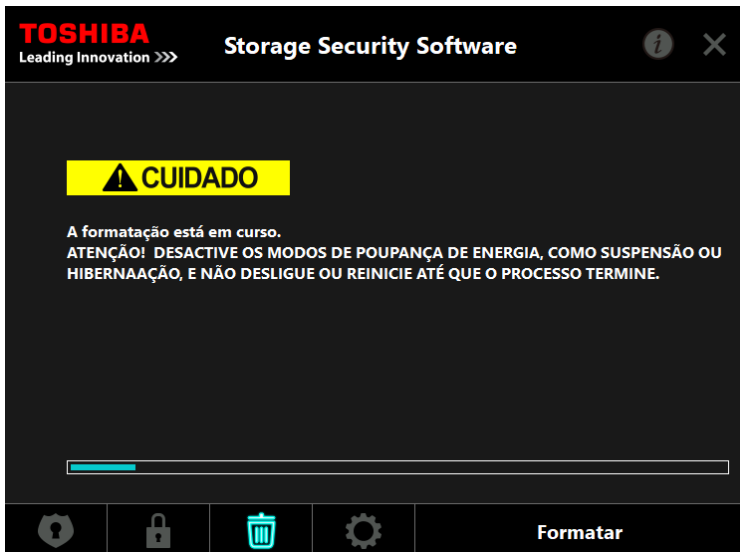 TOSHIBA
Leading Innovation >>>
Storage Security Software
CUIDADO
A formatação está em curso.
ATENÇÃO!  DESACTIVE OS MODOS DE POUPANÇA DE ENERGIA, COMO SUSPENSÃO OU
HIBERNAAÇÃO, E NÃO DESLIGUE OU REINICIE ATÉ QUE O PROCESSO TERMINE.
Formatar